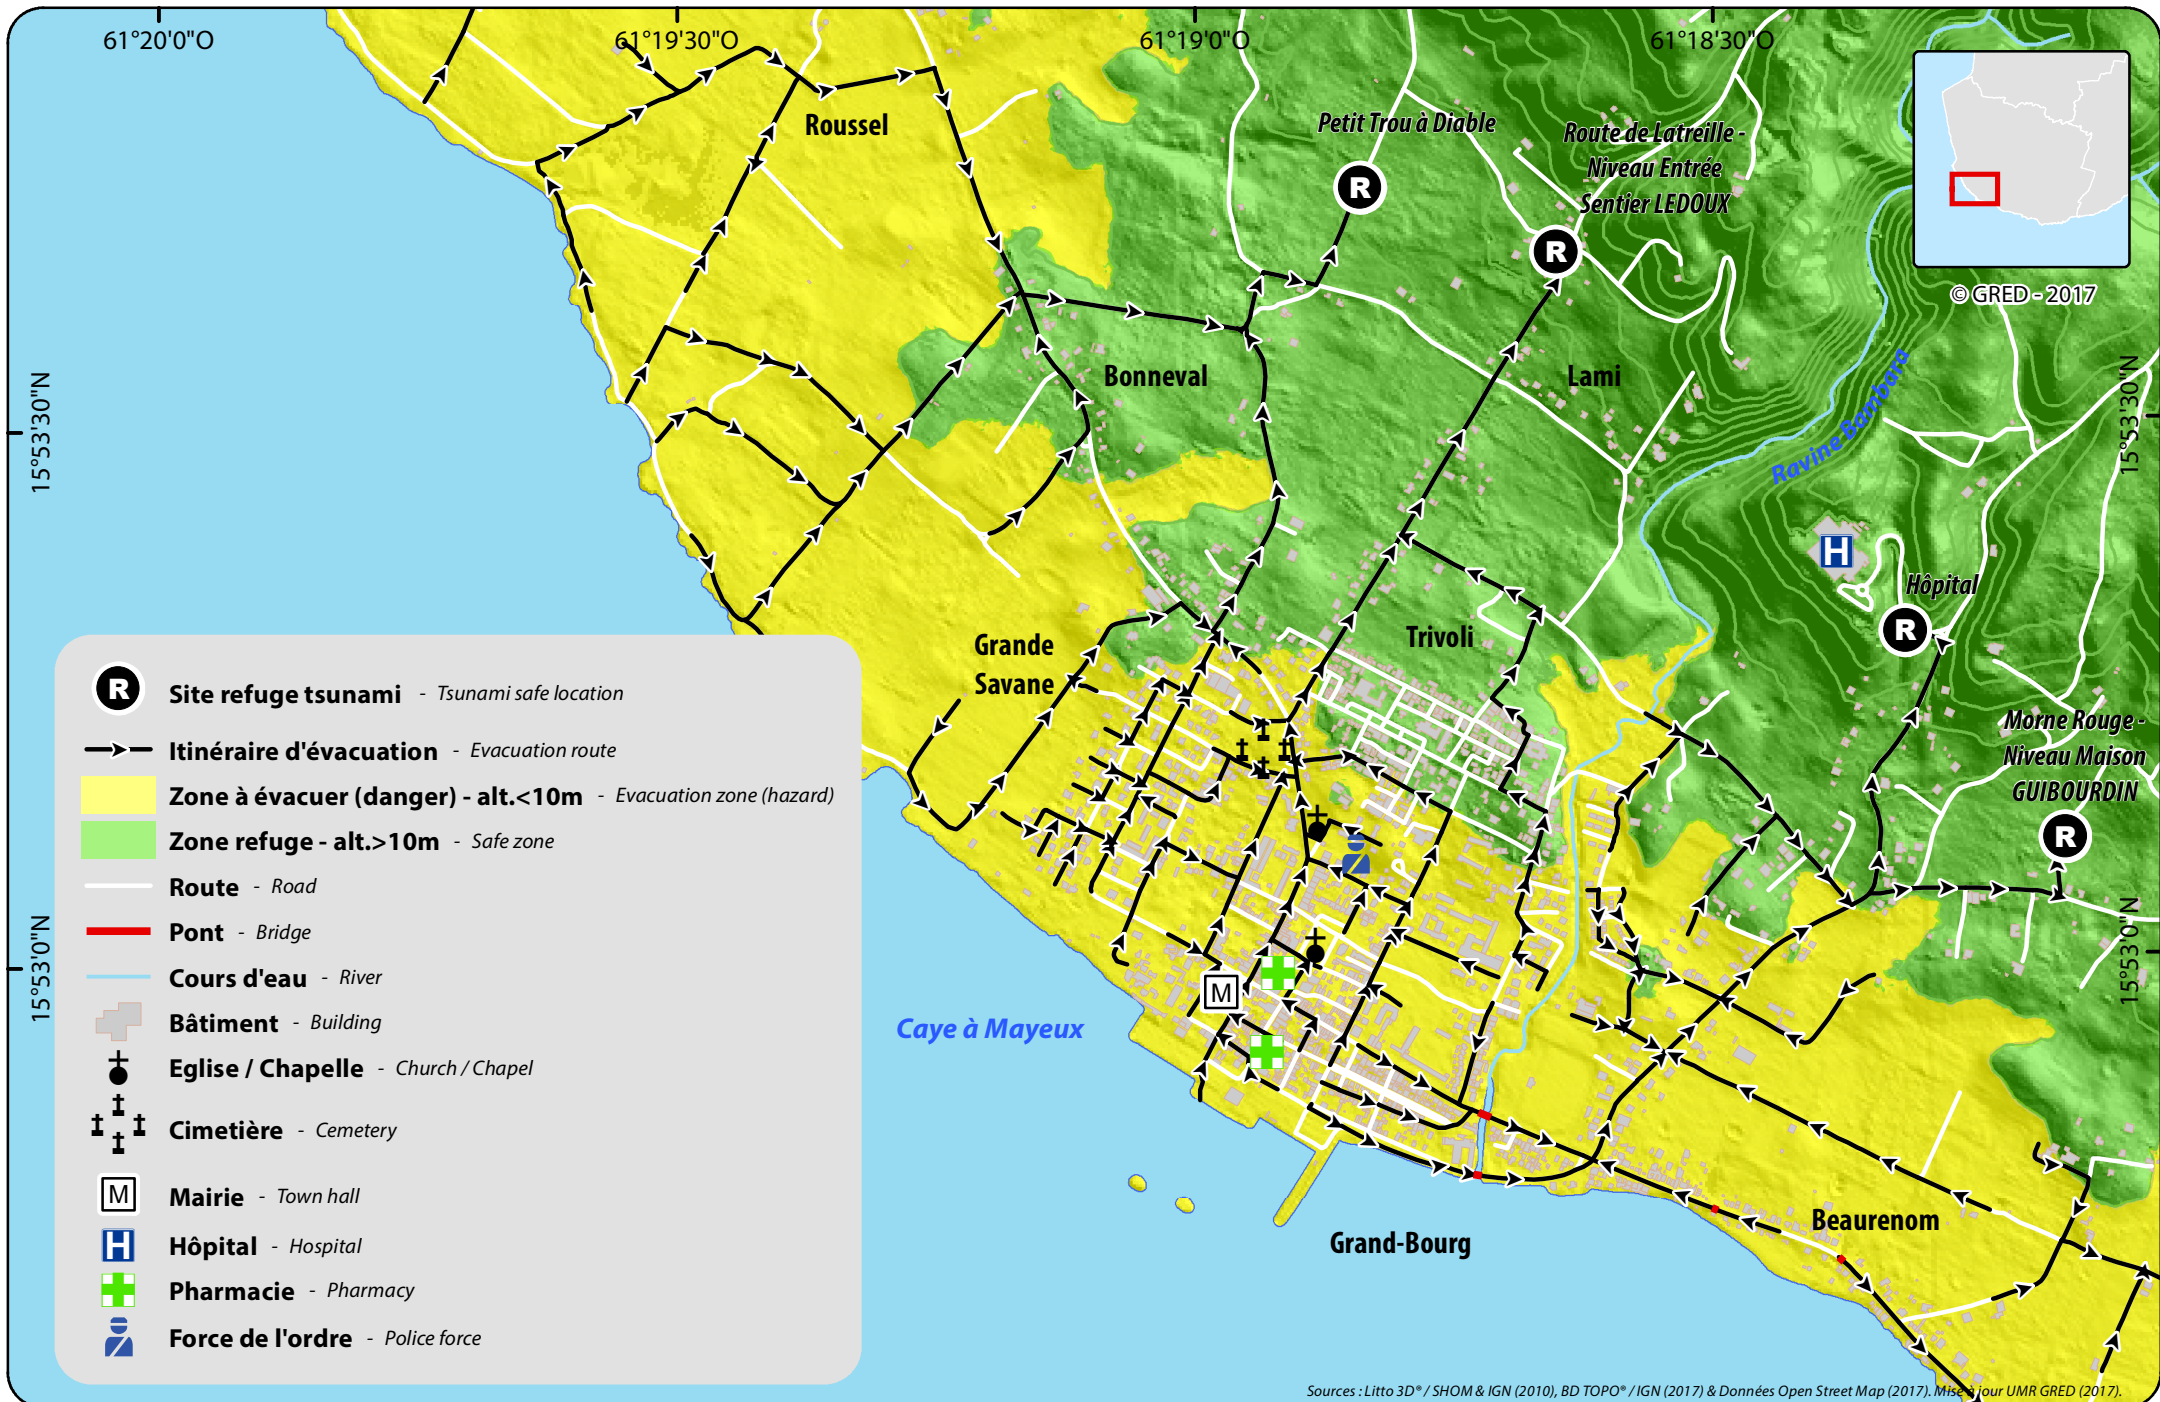 61°20'0"O
61°19'30"O
61°19'0"O
61°18'30"O
Roussel
Petit Trou à Diable
Route de Latreille -
Niveau Entrée
Sentier LEDOUX
R
R
© GRED - 2017
15°53'30"N
15°53'30"N
Bonneval
Lami
Ravine Bambara
H
Hôpital
R
Grande
Savane
Trivoli
Morne Rouge -
Niveau Maison
GUIBOURDIN
R
15°53'0"N
15°53'0"N
M
Caye à Mayeux
Grand-Bourg
Beaurenom
R Site refuge tsunami - Tsunami safe location
Itinéraire d'évacuation - Evacuation route
Zone à évacuer (danger) - alt.<10m - Evacuation zone (hazard)
Zone refuge - alt.>10m - Safe zone
Route - Road
Pont - Bridge
Cours d'eau - River
Bâtiment - Building
Eglise / Chapelle - Church / Chapel
Cimetière - Cemetery
M Mairie - Town hall
H Hôpital - Hospital
Pharmacie - Pharmacy
Force de l'ordre - Police force
Sources : Litto 3D® / SHOM & IGN (2010), BD TOPO® / IGN (2017) & Données Open Street Map (2017). Mise à jour UMR GRED (2017).